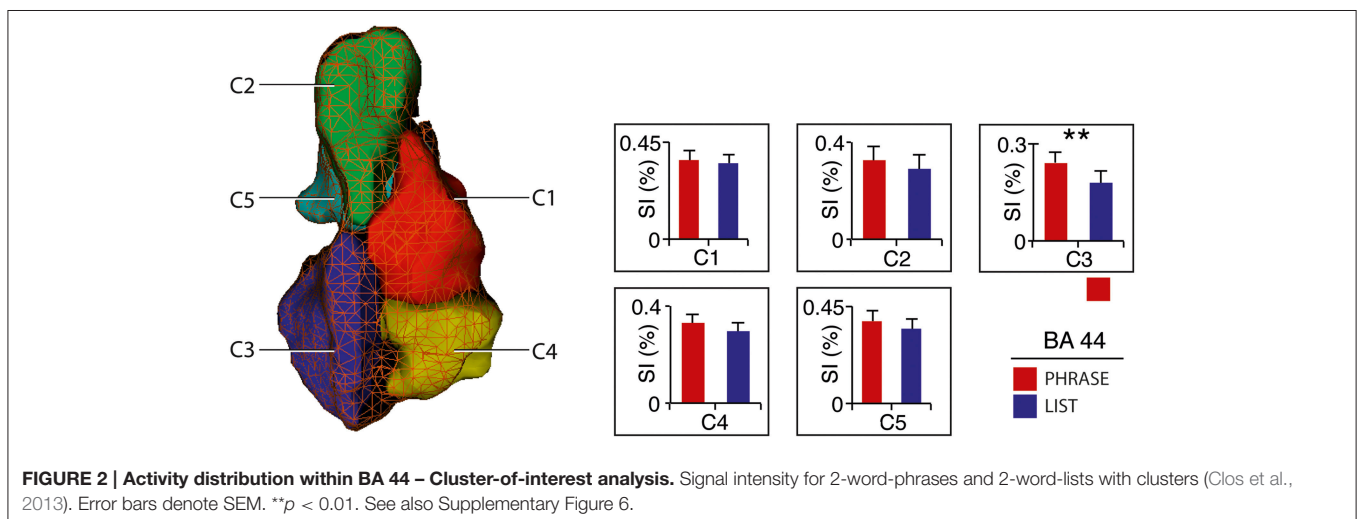 C2
C5
C1
C3
C4
0.45
SI (%)
0
C1
0.4
SI (%)
0
C2
**
0.3
SI (%)
0
C3
0.4
SI (%)
0
C4
0.45
SI (%)
0
C5
BA 44
PHRASE
LIST
FIGURE 2 | Activity distribution within BA 44 – Cluster-of-interest analysis. Signal intensity for 2-word-phrases and 2-word-lists with clusters (Clos et al.,
2013). Error bars denote SEM. **p < 0.01. See also Supplementary Figure 6.